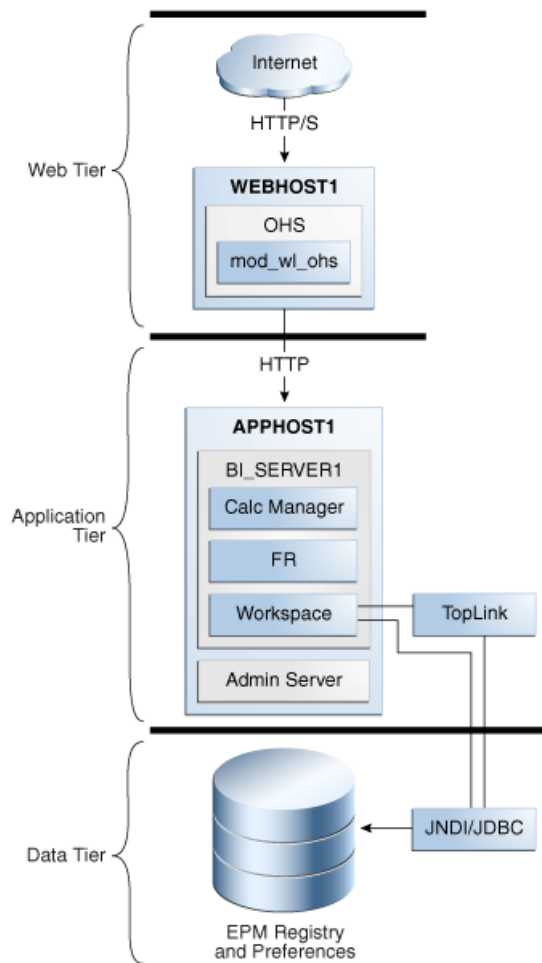 Internet
HTTP/S
Web Tier
WEBHOST1
OHS
mod_wl_ohs
HTTP
APPHOST1
BI_SERVER1
Calc Manager
Application
Tier
FR
Workspace
TopLink
Admin Server
Data Tier
JNDI/JDBC
EPM Registry
and Preferences